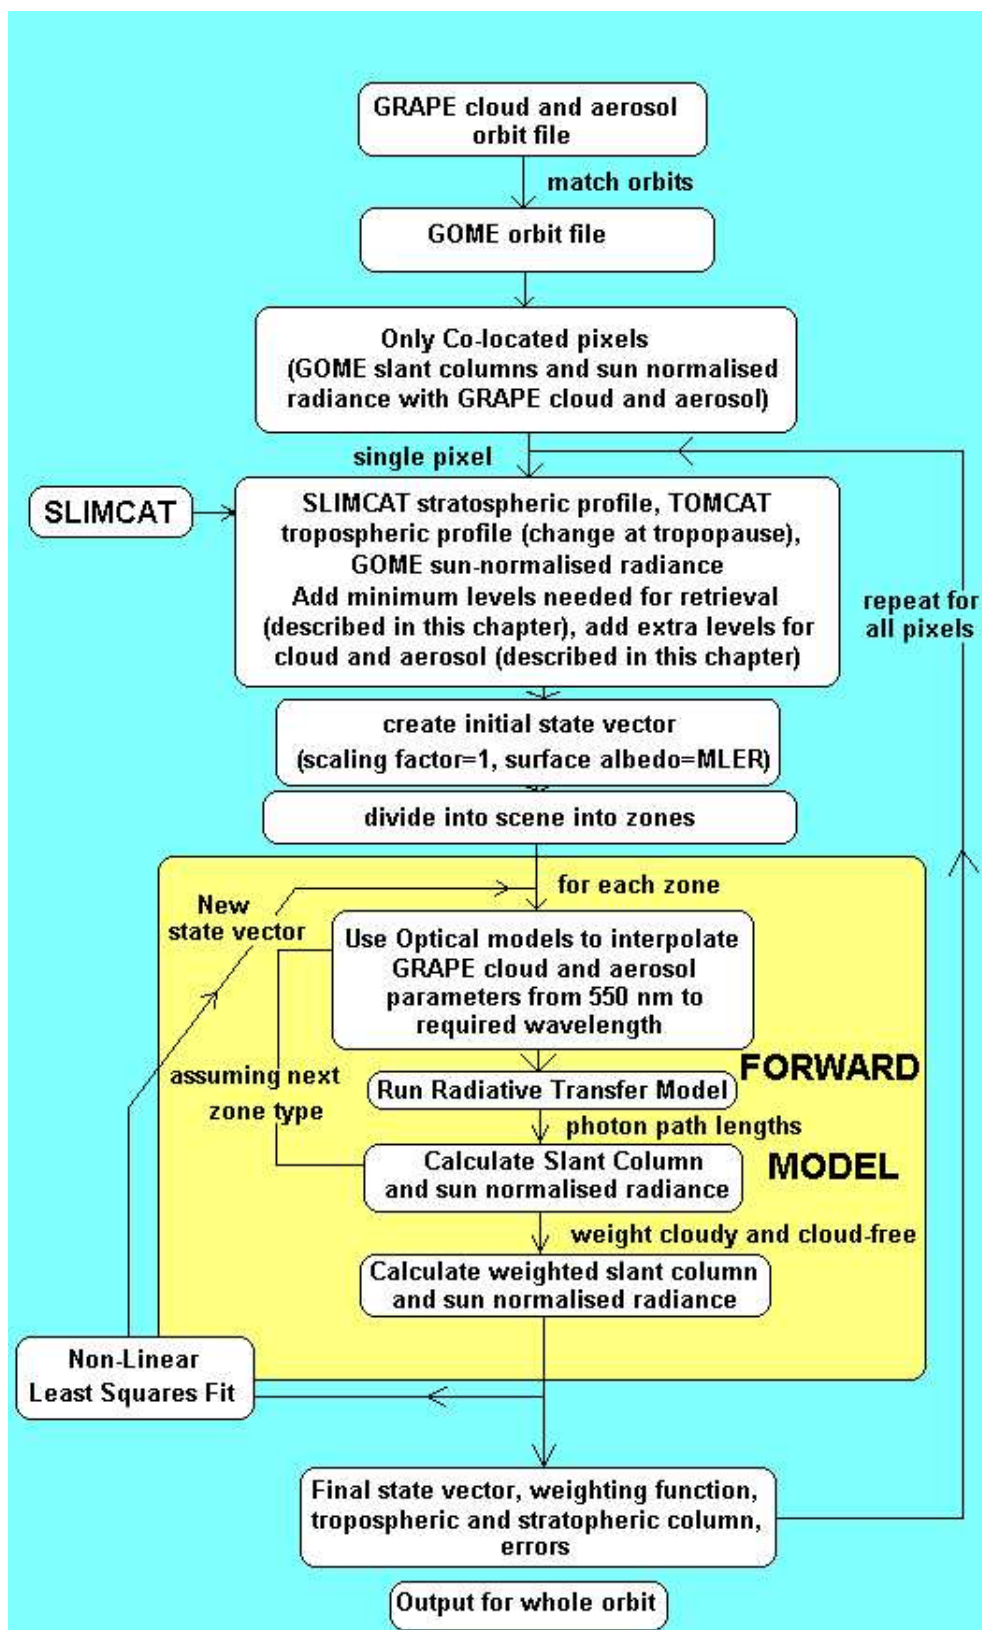 GRAPE cloud and aerosol
orbit file
match orbits
GOME orbit file
Only Co-located pixels
(GOME slant columns and sun normalised
radiance with GRAPE cloud and aerosol)
single pixel
SLIMCAT
SLIMCAT stratospheric profile, TOMCAT
tropospheric profile (change at tropopause),
GOME sun-normalised radiance
Add minimum levels needed for retrieval
(described in this chapter), add extra levels for
cloud and aerosol (described in this chapter)
repeat for
all pixels
create initial state vector
(scaling factor=1, surface albedo=MLER)
divide into scene into zones
for each zone
New
state vector
Use Optical models to interpolate
GRAPE cloud and aerosol
parameters from 550 nm to
required wavelength
assuming next
zone type
FORWARD
Run Radiative Transfer Model
photon path lengths
MODEL
Calculate Slant Column
and sun normalised radiance
weight cloudy and cloud-free
Calculate weighted slant column
and sun normalised radiance
Non-Linear
Least Squares Fit
Final state vector, weighting function,
tropospheric and stratopheric column,
errors
Output for whole orbit